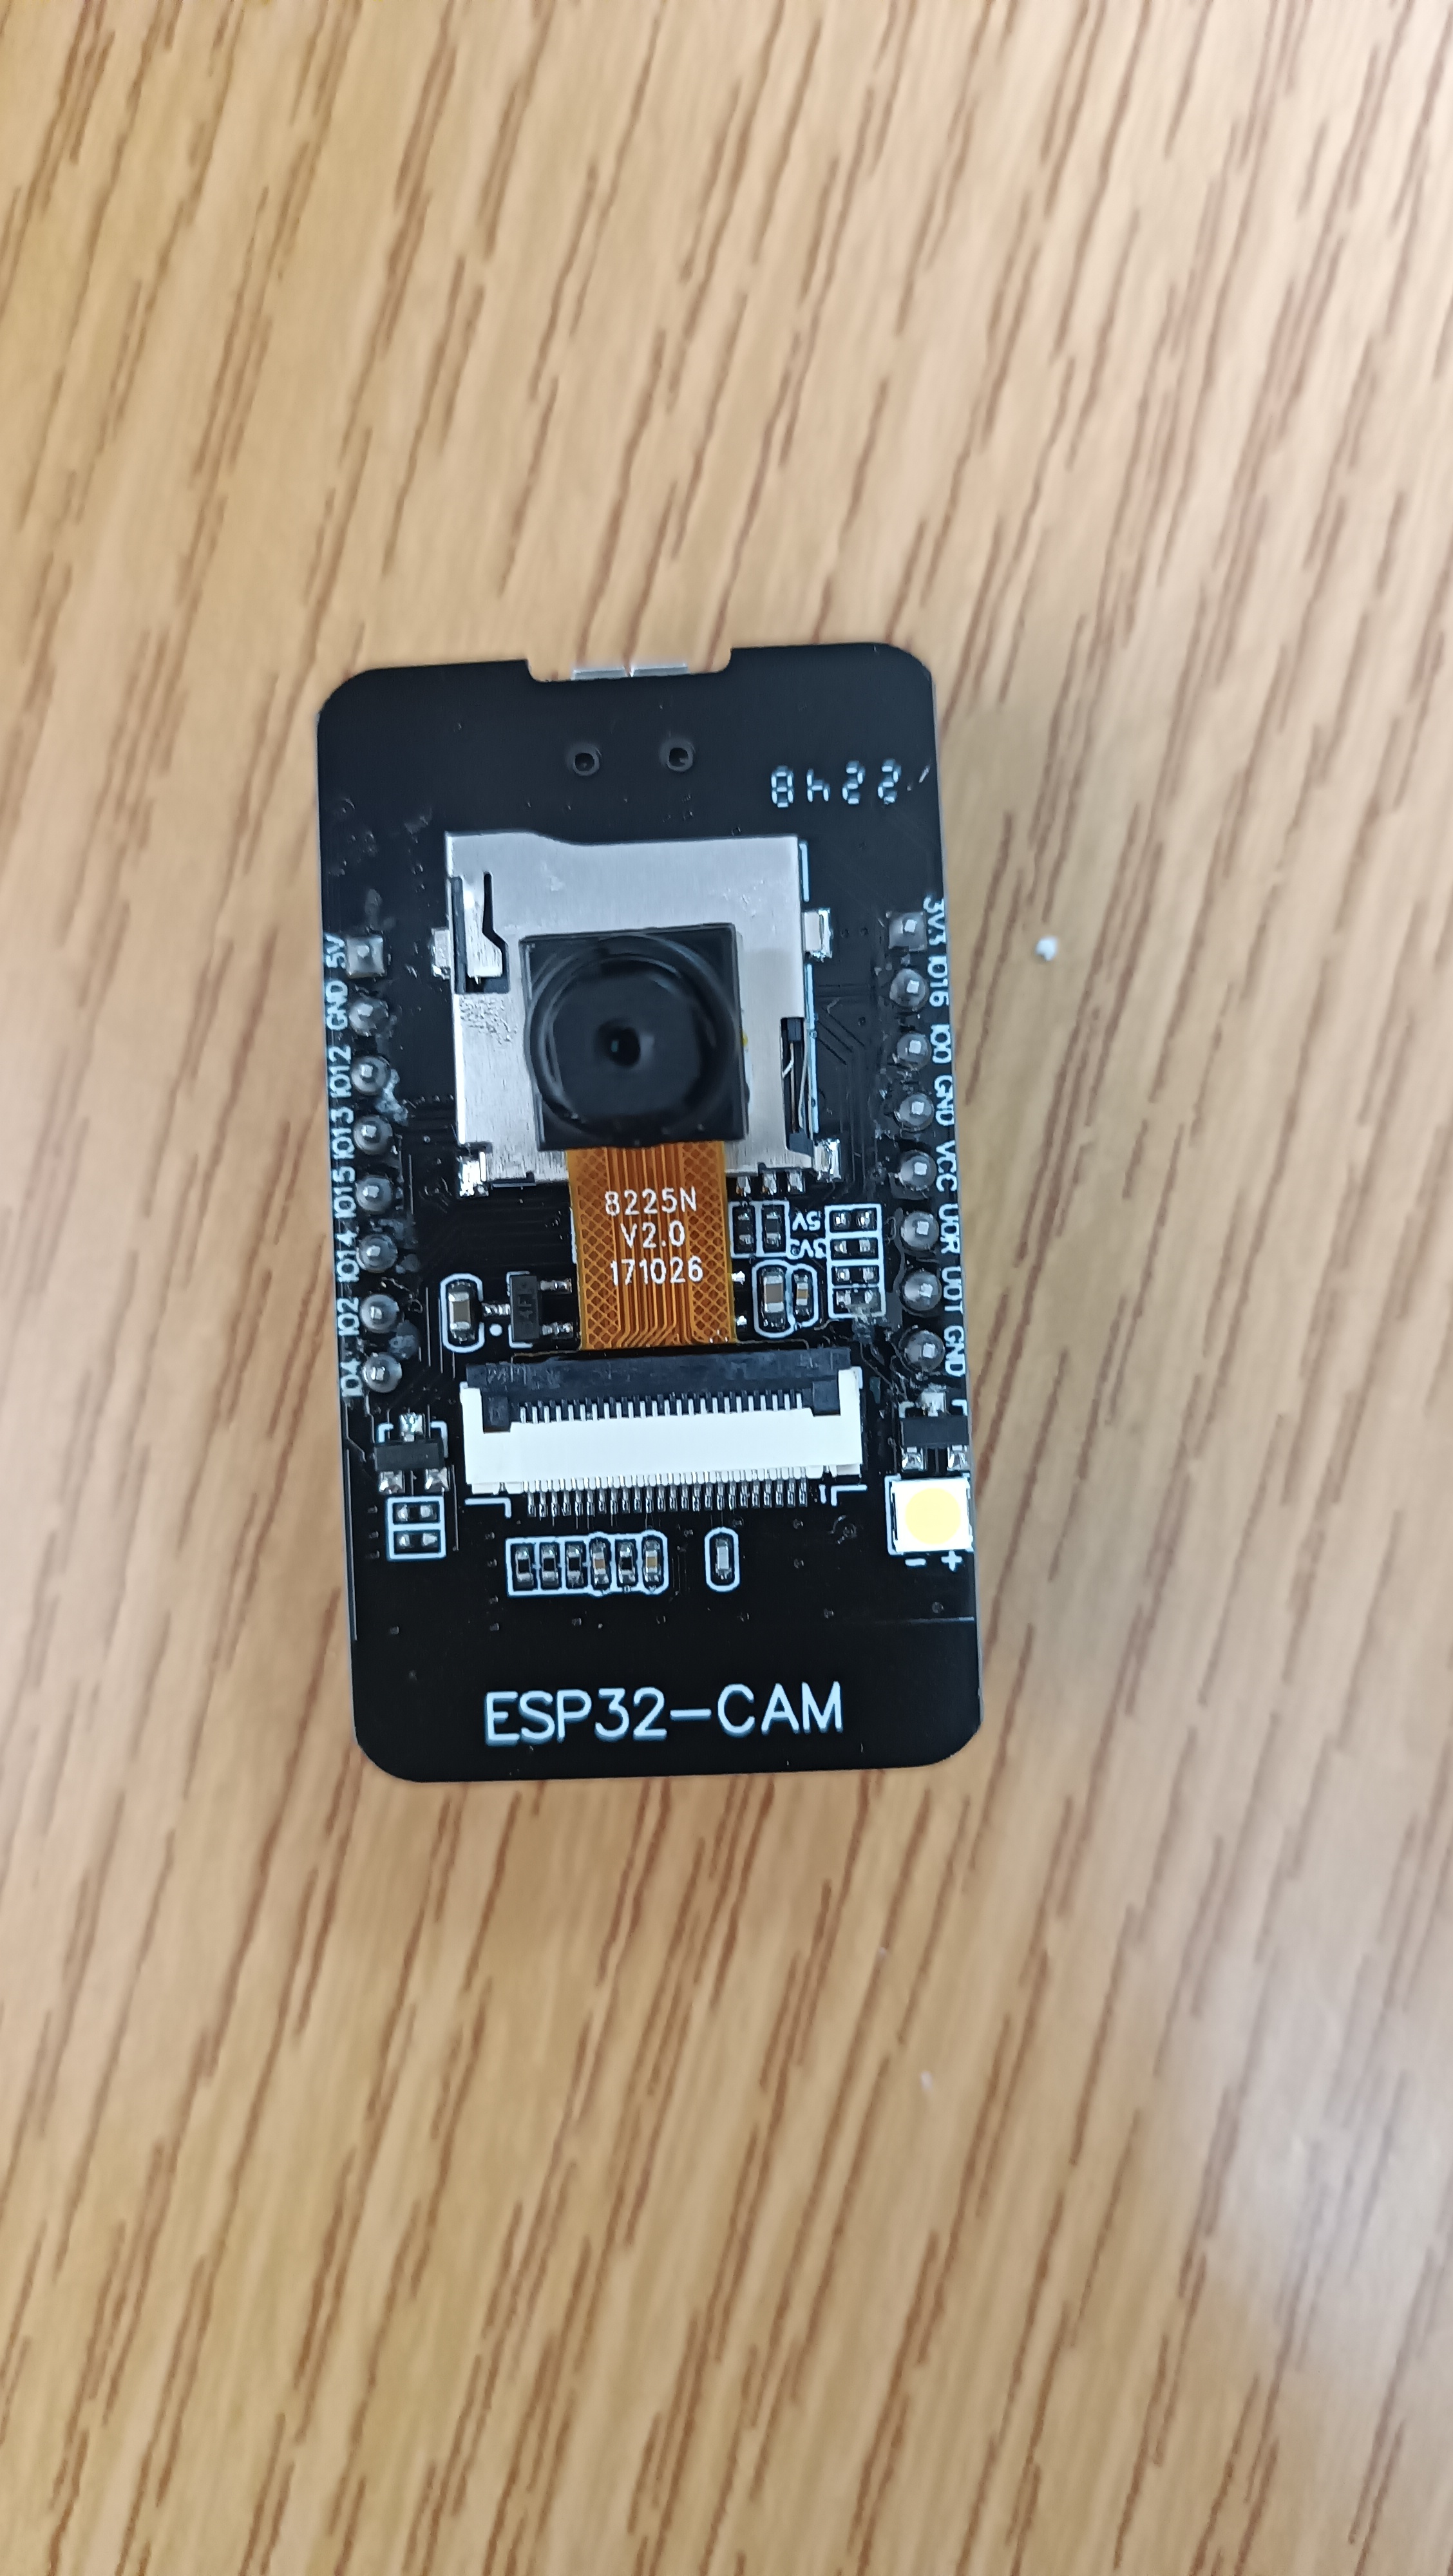 3V3 IO16 IO0 GND VCC U0R U0T GND
+
-
2248
5V 3V3
8225N
V2.0
171026
1
ESP32-CAM
5V GND IO12 IO13 IO15 IO14 IO2 IO4